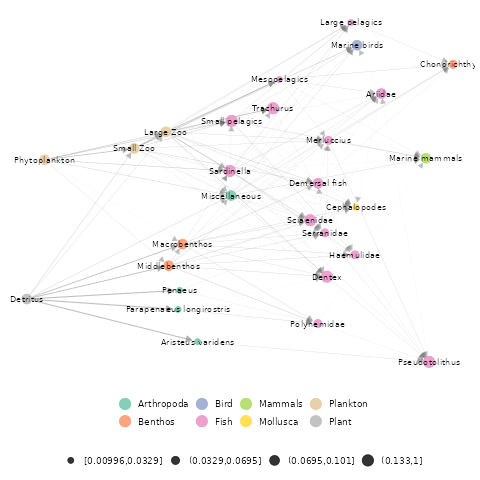 Large pelagics
Marine birds
Chondrichthy
Mesopelagics
Ariidae
Trachurus
Small pelagics
Large Zoo
Merluccius
Small Zoo
Marine mammals
Phytoplankton
Sardinella
Demersal fish
Miscellaneous
Cephalopodes
Sciaenidae
Serranidae
Macrobenthos
Haemulidae
Middlebenthos
Dentex
Penaeus
Detritus
Parapenaeus longirostris
Polynemidae
Aristeus varidens
Pseudotolithus
Arthropoda Bird Mammals Plankton
Benthos Fish Mollusca Plant
[0.00996,0.0329] (0.0329,0.0695] (0.0695,0.101] (0.133,1]